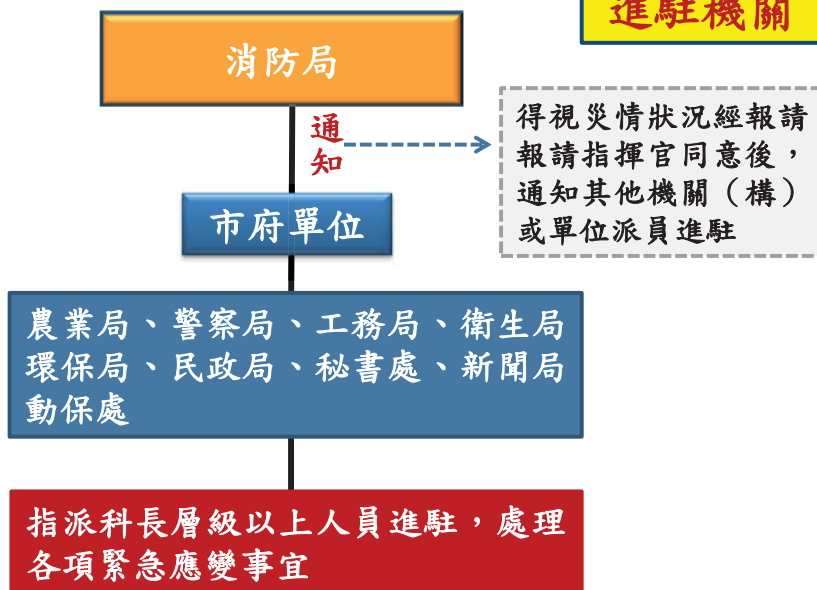 進駐機關
消防局
通
知
得視災情狀況經報請
報請指揮官同意後，
通知其他機關（構）
或單位派員進駐
市府單位
農業局、警察局、工務局、衛生局
環保局、民政局、秘書處、新聞局
動保處
指派科長層級以上人員進駐，處理
各項緊急應變事宜